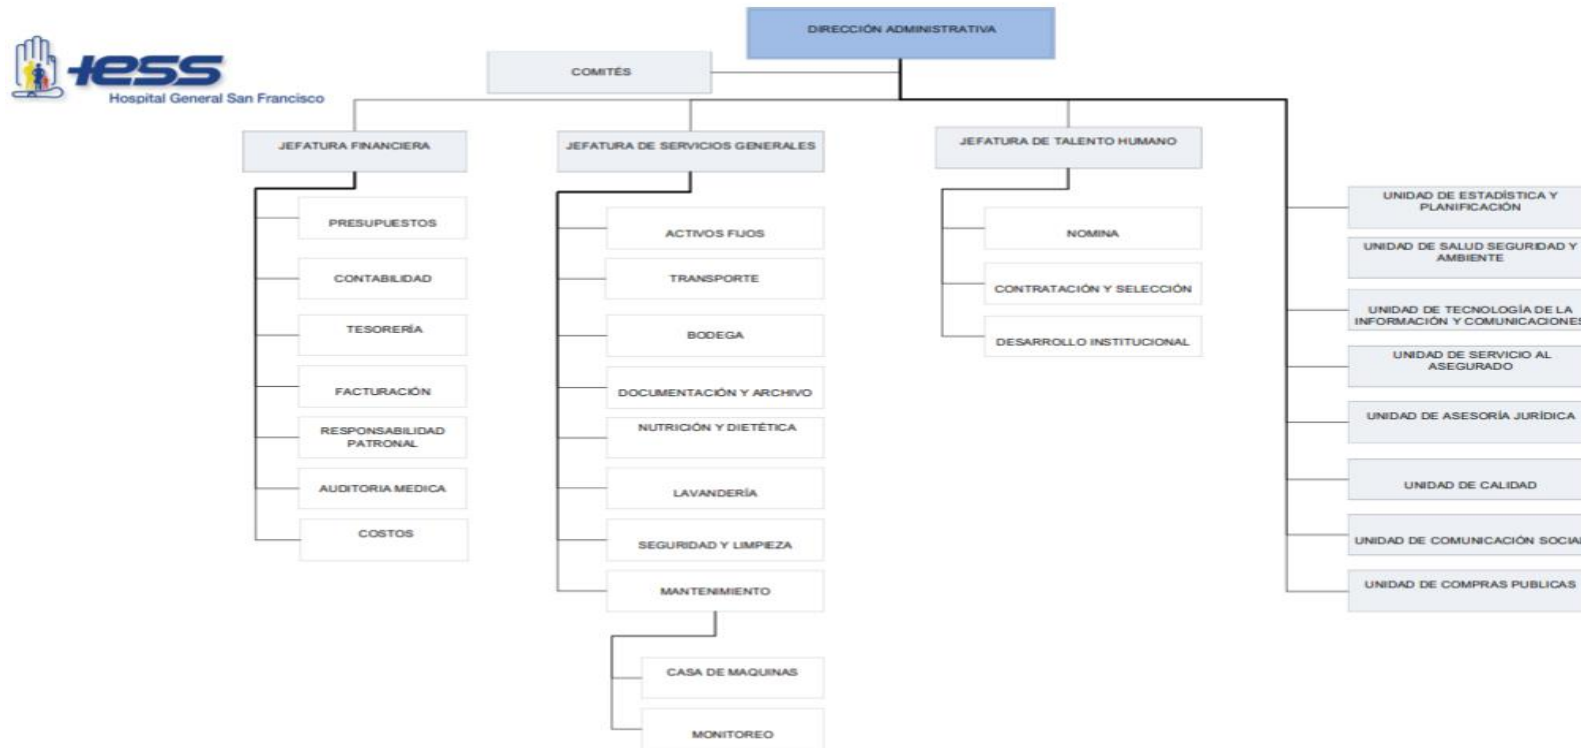 DIRECCIÓN ADMINISTRATIVA
COMITÉS
IESS
Hospital General San Francisco
JEFATURA FINANCIERA
PRESUPUESTOS
CONTABILIDAD
TESORERÍA
FACTURACIÓN
RESPONSABILIDAD
PATRONAL
AUDITORIA MEDICA
COSTOS
JEFATURA DE SERVICIOS GENERALES
ACTIVOS FIJOS
TRANSPORTE
BODEGA
DOCUMENTACIÓN Y ARCHIVO
NUTRICIÓN Y DIETÉTICA
LAVANDERÍA
SEGURIDAD Y LIMPIEZA
MANTENIMIENTO
CASA DE MAQUINAS
MONITOREO
JEFATURA DE TALENTO HUMANO
NOMINA
CONTRATACIÓN Y SELECCIÓN
DESARROLLO INSTITUCIONAL
UNIDAD DE ESTADÍSTICA Y
PLANIFICACIÓN
UNIDAD DE SALUD SEGURIDAD Y
AMBIENTE
UNIDAD DE TECNOLOGÍA DE LA
INFORMACIÓN Y COMUNICACIONES
UNIDAD DE SERVICIO AL
ASEGURADO
UNIDAD DE ASESORÍA JURÍDICA
UNIDAD DE CALIDAD
UNIDAD DE COMUNICACIÓN SOCIAL
UNIDAD DE COMPRAS PUBLICAS